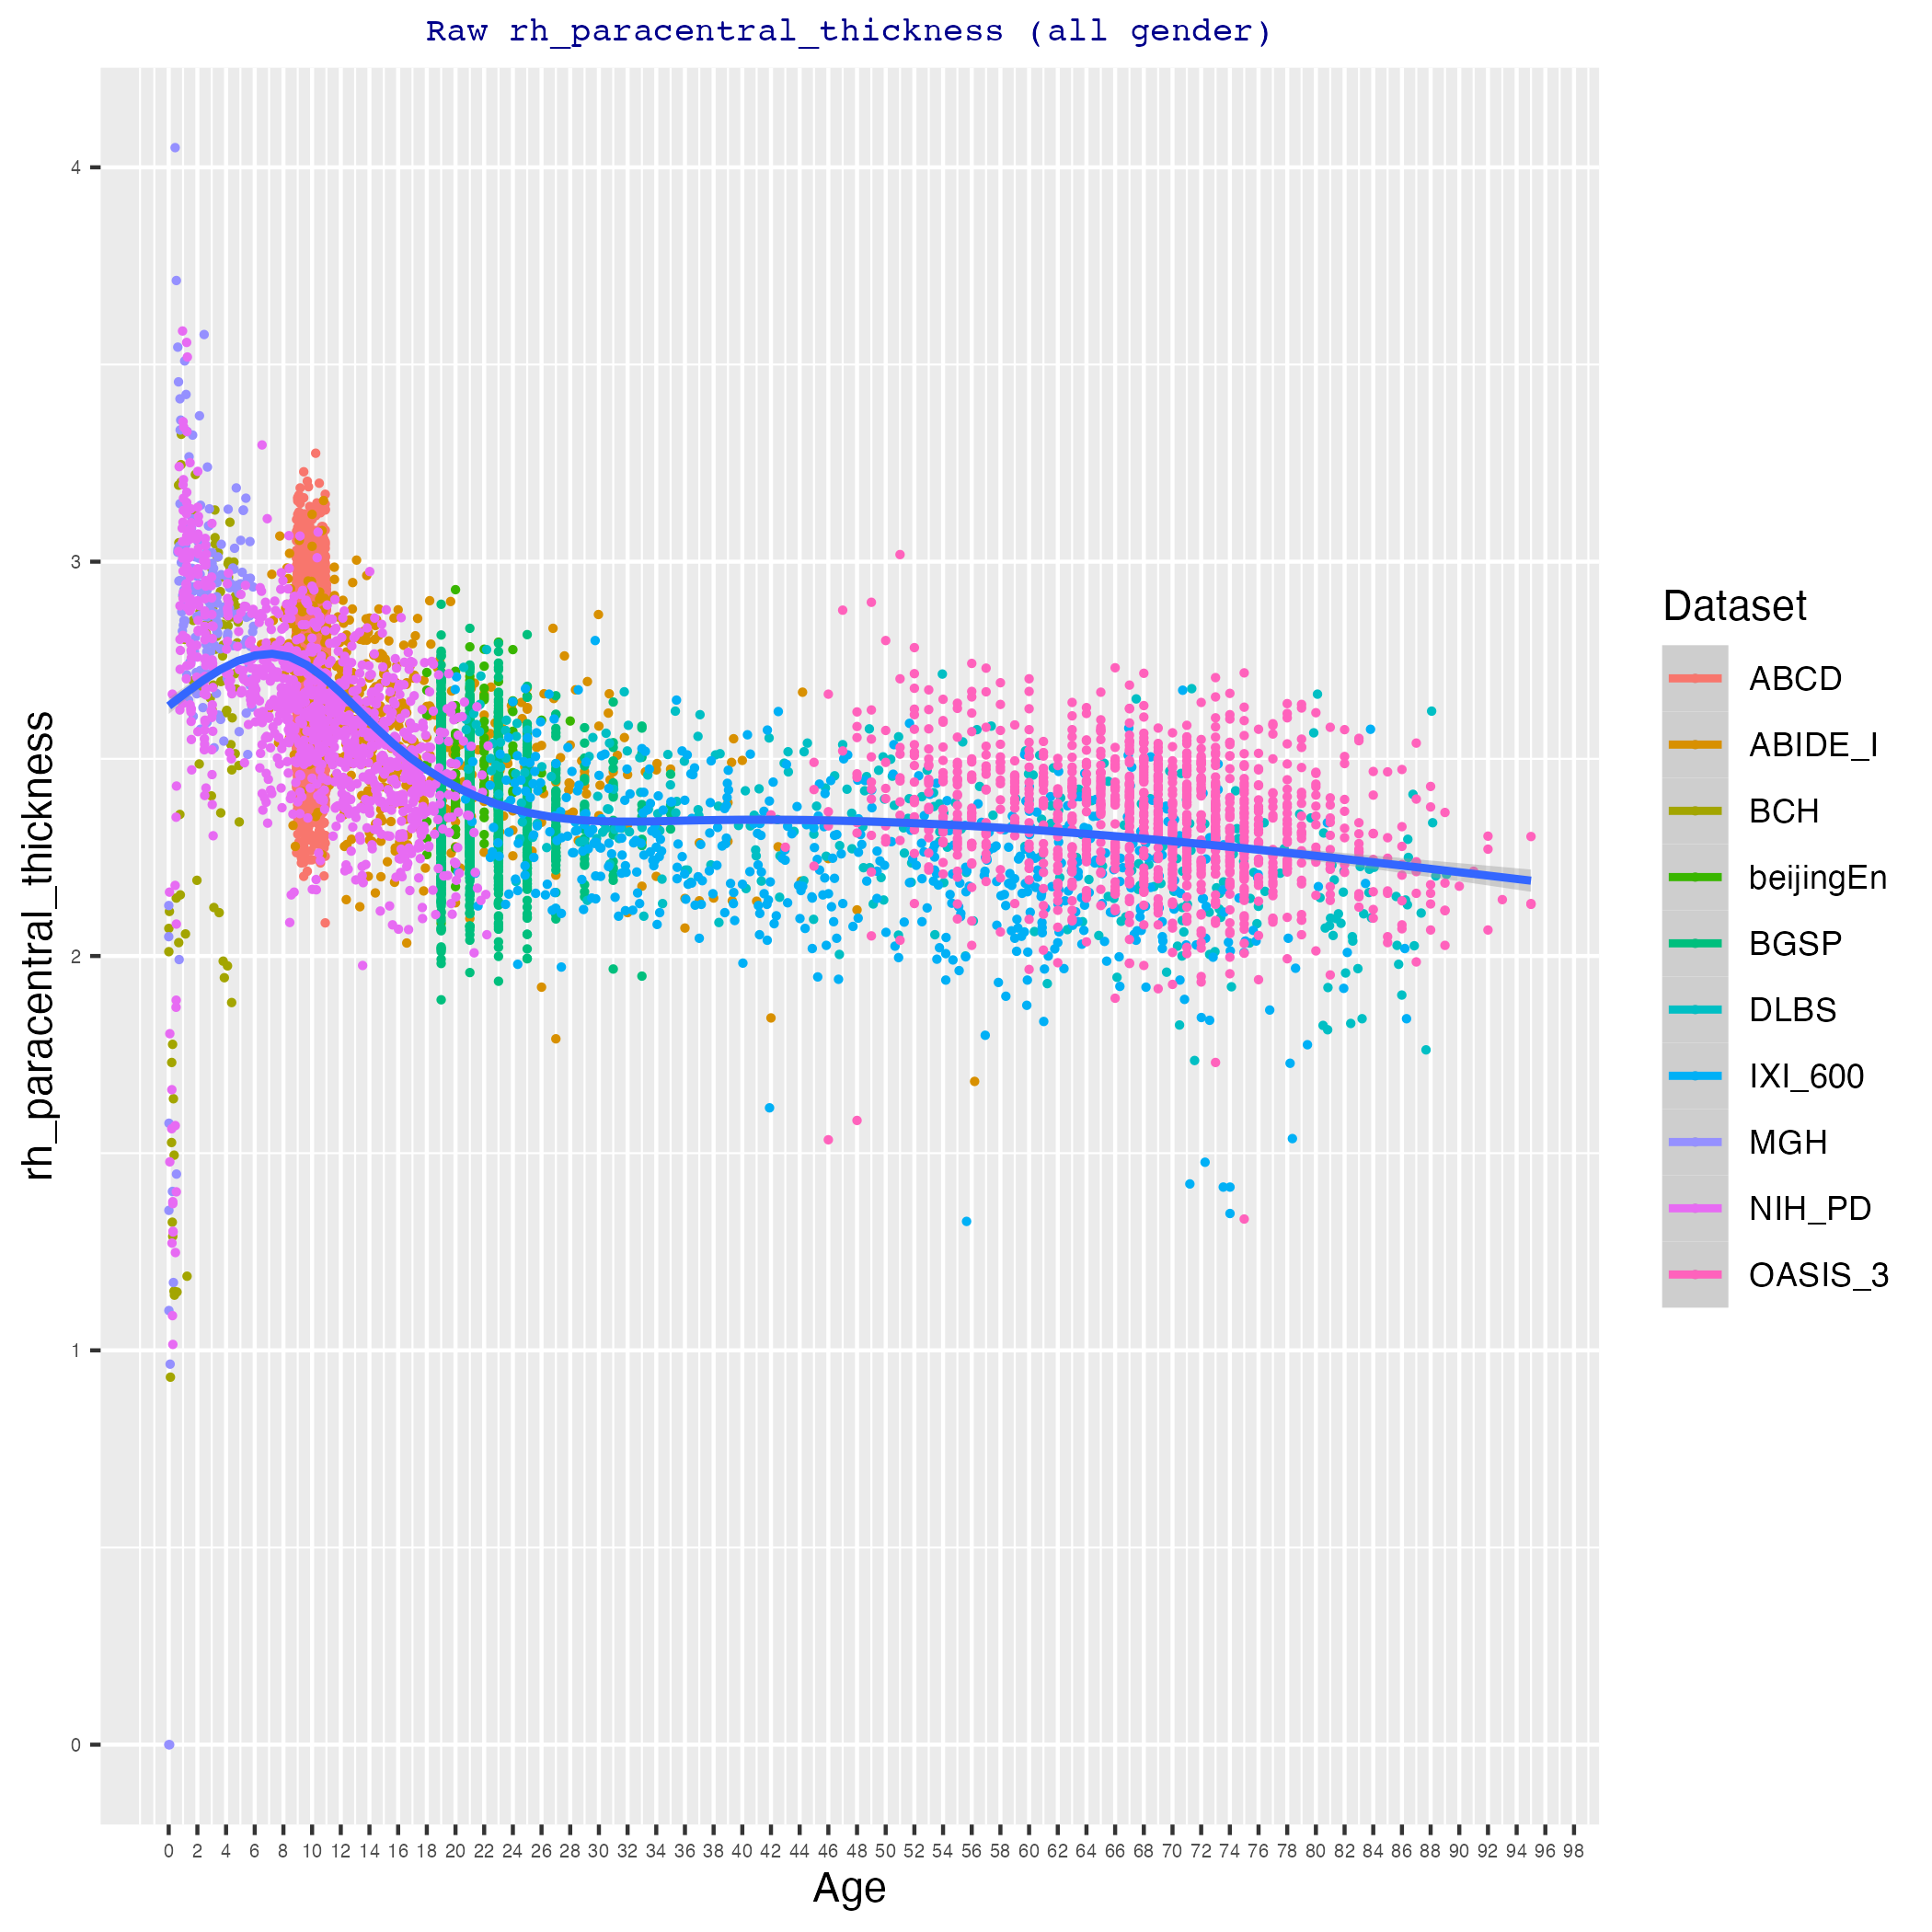 Raw rh_paracentral_thickness (all gender)
rh_paracentral_thickness
4
3
2
1
0
0 2 4 6 8 10 12 14 16 18 20 22 24 26 28 30 32 34 36 38 40 42 44 46 48 50 52 54 56 58 60 62 64 66 68 70 72 74 76 78 80 82 84 86 88 90 92 94 96 98
Age
Dataset
ABCD
ABIDE_I
BCH
beijingEn
BGSP
DLBS
IXI_600
MGH
NIH_PD
OASIS_3